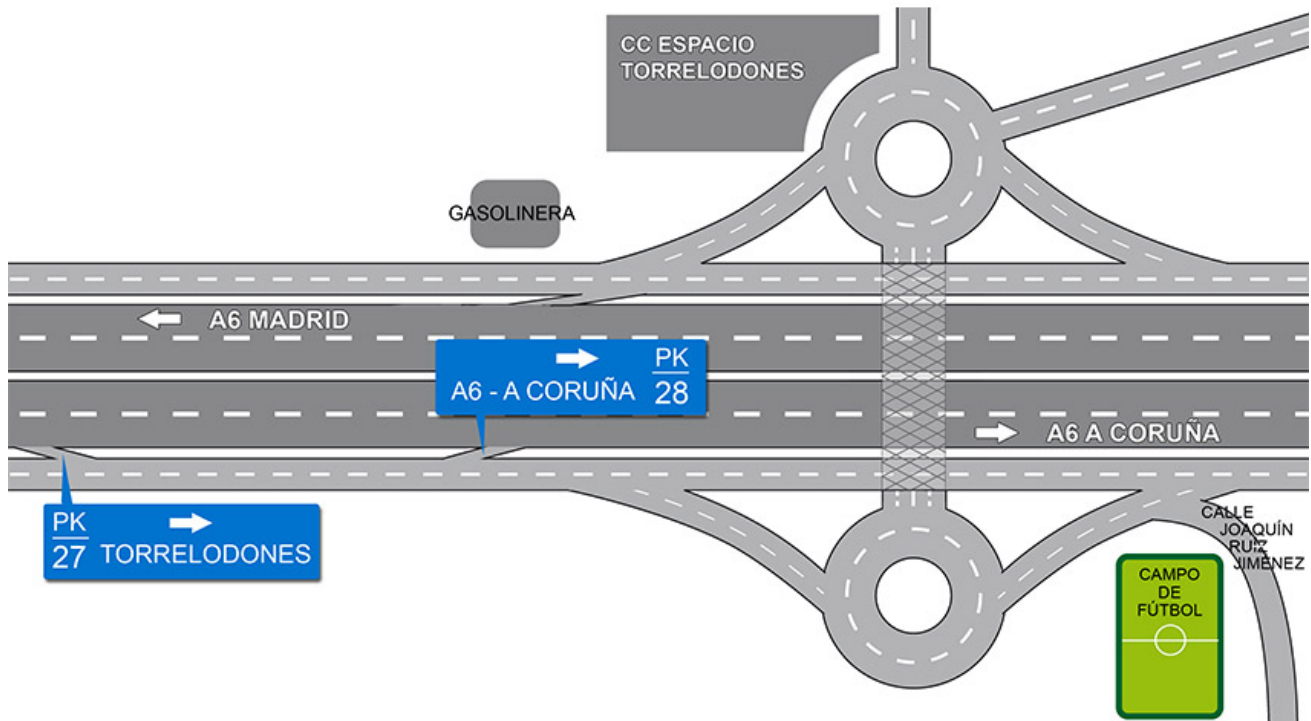 CC ESPACIO
TORRELODONES
GASOLINERA
A6 MADRID
A6 - A CORUÑA
PK
28
A6 A CORUÑA
PK
27
TORRELODONES
CALLE
JOAQUÍN
RUIZ
JIMÉNEZ
CAMPO
DE
FÚTBOL